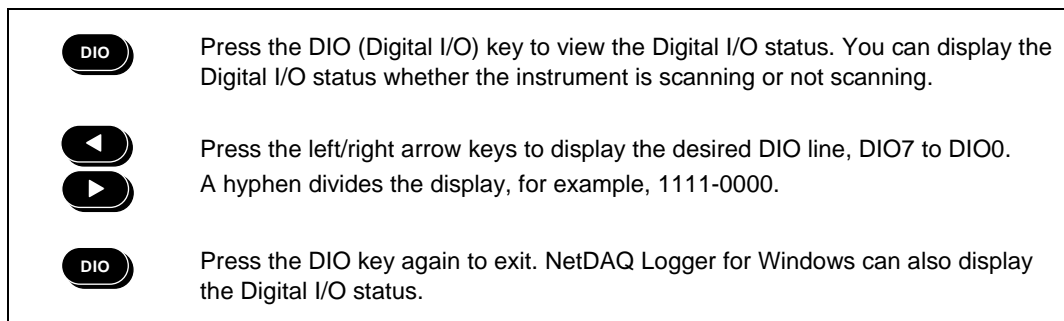 DIO
Press the DIO (Digital I/O) key to view the Digital I/O status. You can display the
Digital I/O status whether the instrument is scanning or not scanning.
Press the left/right arrow keys to display the desired DIO line, DIO7 to DIO0.
A hyphen divides the display, for example, 1111-0000.
DIO
Press the DIO key again to exit. NetDAQ Logger for Windows can also display
the Digital I/O status.